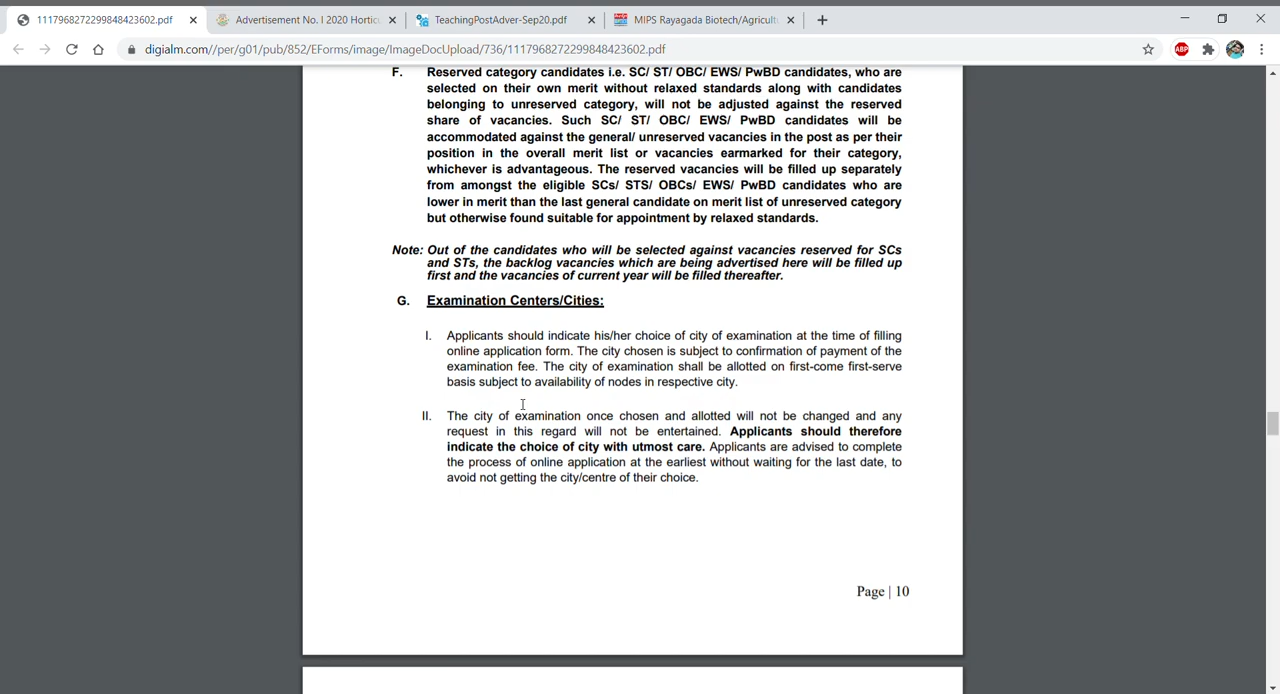 1117968272299848423602.pdf
Advertisement No. I 2020 Hortic
TeachingPostAdver-Sep20.pdf
MIPS Rayagada Biotech/Agricult
digialm.com//per/g01/pub/852/EForms/image/ImageDocUpload/736/1117968272299848423602.pdf
ABP
F. Reserved category candidates i.e. SC/ ST/ OBC/ EWS/ PwBD candidates, who are
selected on their own merit without relaxed standards along with candidates
belonging to unreserved category, will not be adjusted against the reserved
share of vacancies. Such SC/ ST/ OBC/ EWS/ PwBD candidates will be
accommodated against the general/ unreserved vacancies in the post as per their
position in the overall merit list or vacancies earmarked for their category,
whichever is advantageous. The reserved vacancies will be filled up separately
from amongst the eligible SCs/ STS/ OBCs/ EWS/ PwBD candidates who are
lower in merit than the last general candidate on merit list of unreserved category
but otherwise found suitable for appointment by relaxed standards.
Note: Out of the candidates who will be selected against vacancies reserved for SCs
and STs, the backlog vacancies which are being advertised here will be filled up
first and the vacancies of current year will be filled thereafter.
G. Examination Centers/Cities:
I. Applicants should indicate his/her choice of city of examination at the time of filling
online application form. The city chosen is subject to confirmation of payment of the
examination fee. The city of examination shall be allotted on first-come first-serve
basis subject to availability of nodes in respective city.
II. The city of examination once chosen and allotted will not be changed and any
request in this regard will not be entertained. Applicants should therefore
indicate the choice of city with utmost care. Applicants are advised to complete
the process of online application at the earliest without waiting for the last date, to
avoid not getting the city/centre of their choice.
Page | 10